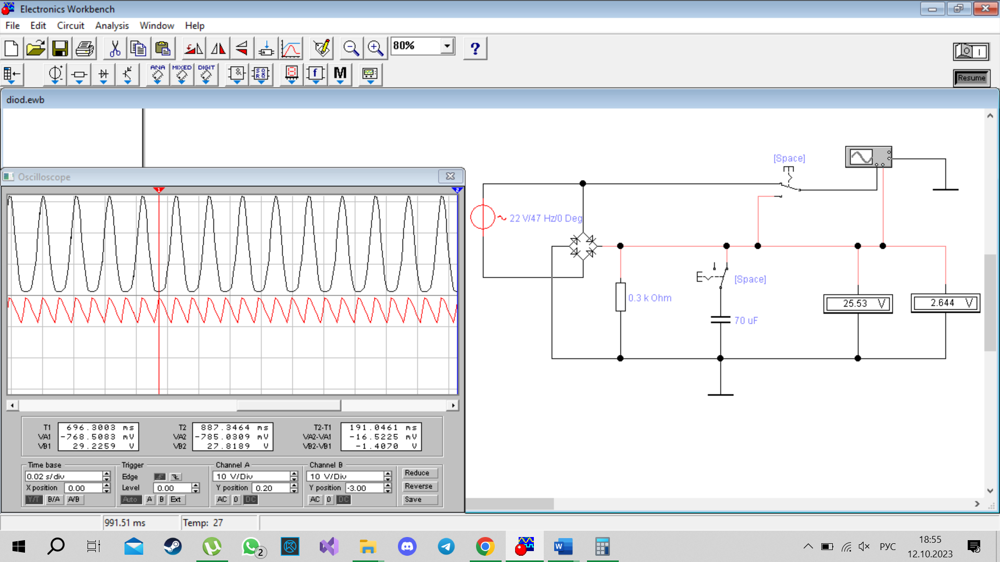 Electronics Workbench
File Edit Circuit Analysis Window Help
80%
?
ANA MIXED DIGIT
M
Resume
diod.ewb
Oscilloscope
1 2
[Space]
22 V/47 Hz/0 Deg
[Space]
0.3 k Ohm
70 uF
25.53 V
2.644 V
T1 696.3003 ms T2 887.3464 ms T2-T1 191.0461 ms
VA1 -768.5083 mV VA2 -785.0309 mV VA2-VA1 -16.5225 mV
VB1 29.2259 V VB2 27.8189 V VB2-VB1 -1.4070 V
Time base Trigger Channel A Channel B
0.02 s/div Edge 10 V/Div 10 V/Div Reduce
X position 0.00 Level 0.00 Y position 0.20 Y position -3.00 Reverse
Y/T B/A A/B Auto A B Ext AC 0 DC AC 0 DC Save
991.51 ms Temp: 27
2
W
РУС
18:55
12.10.2023